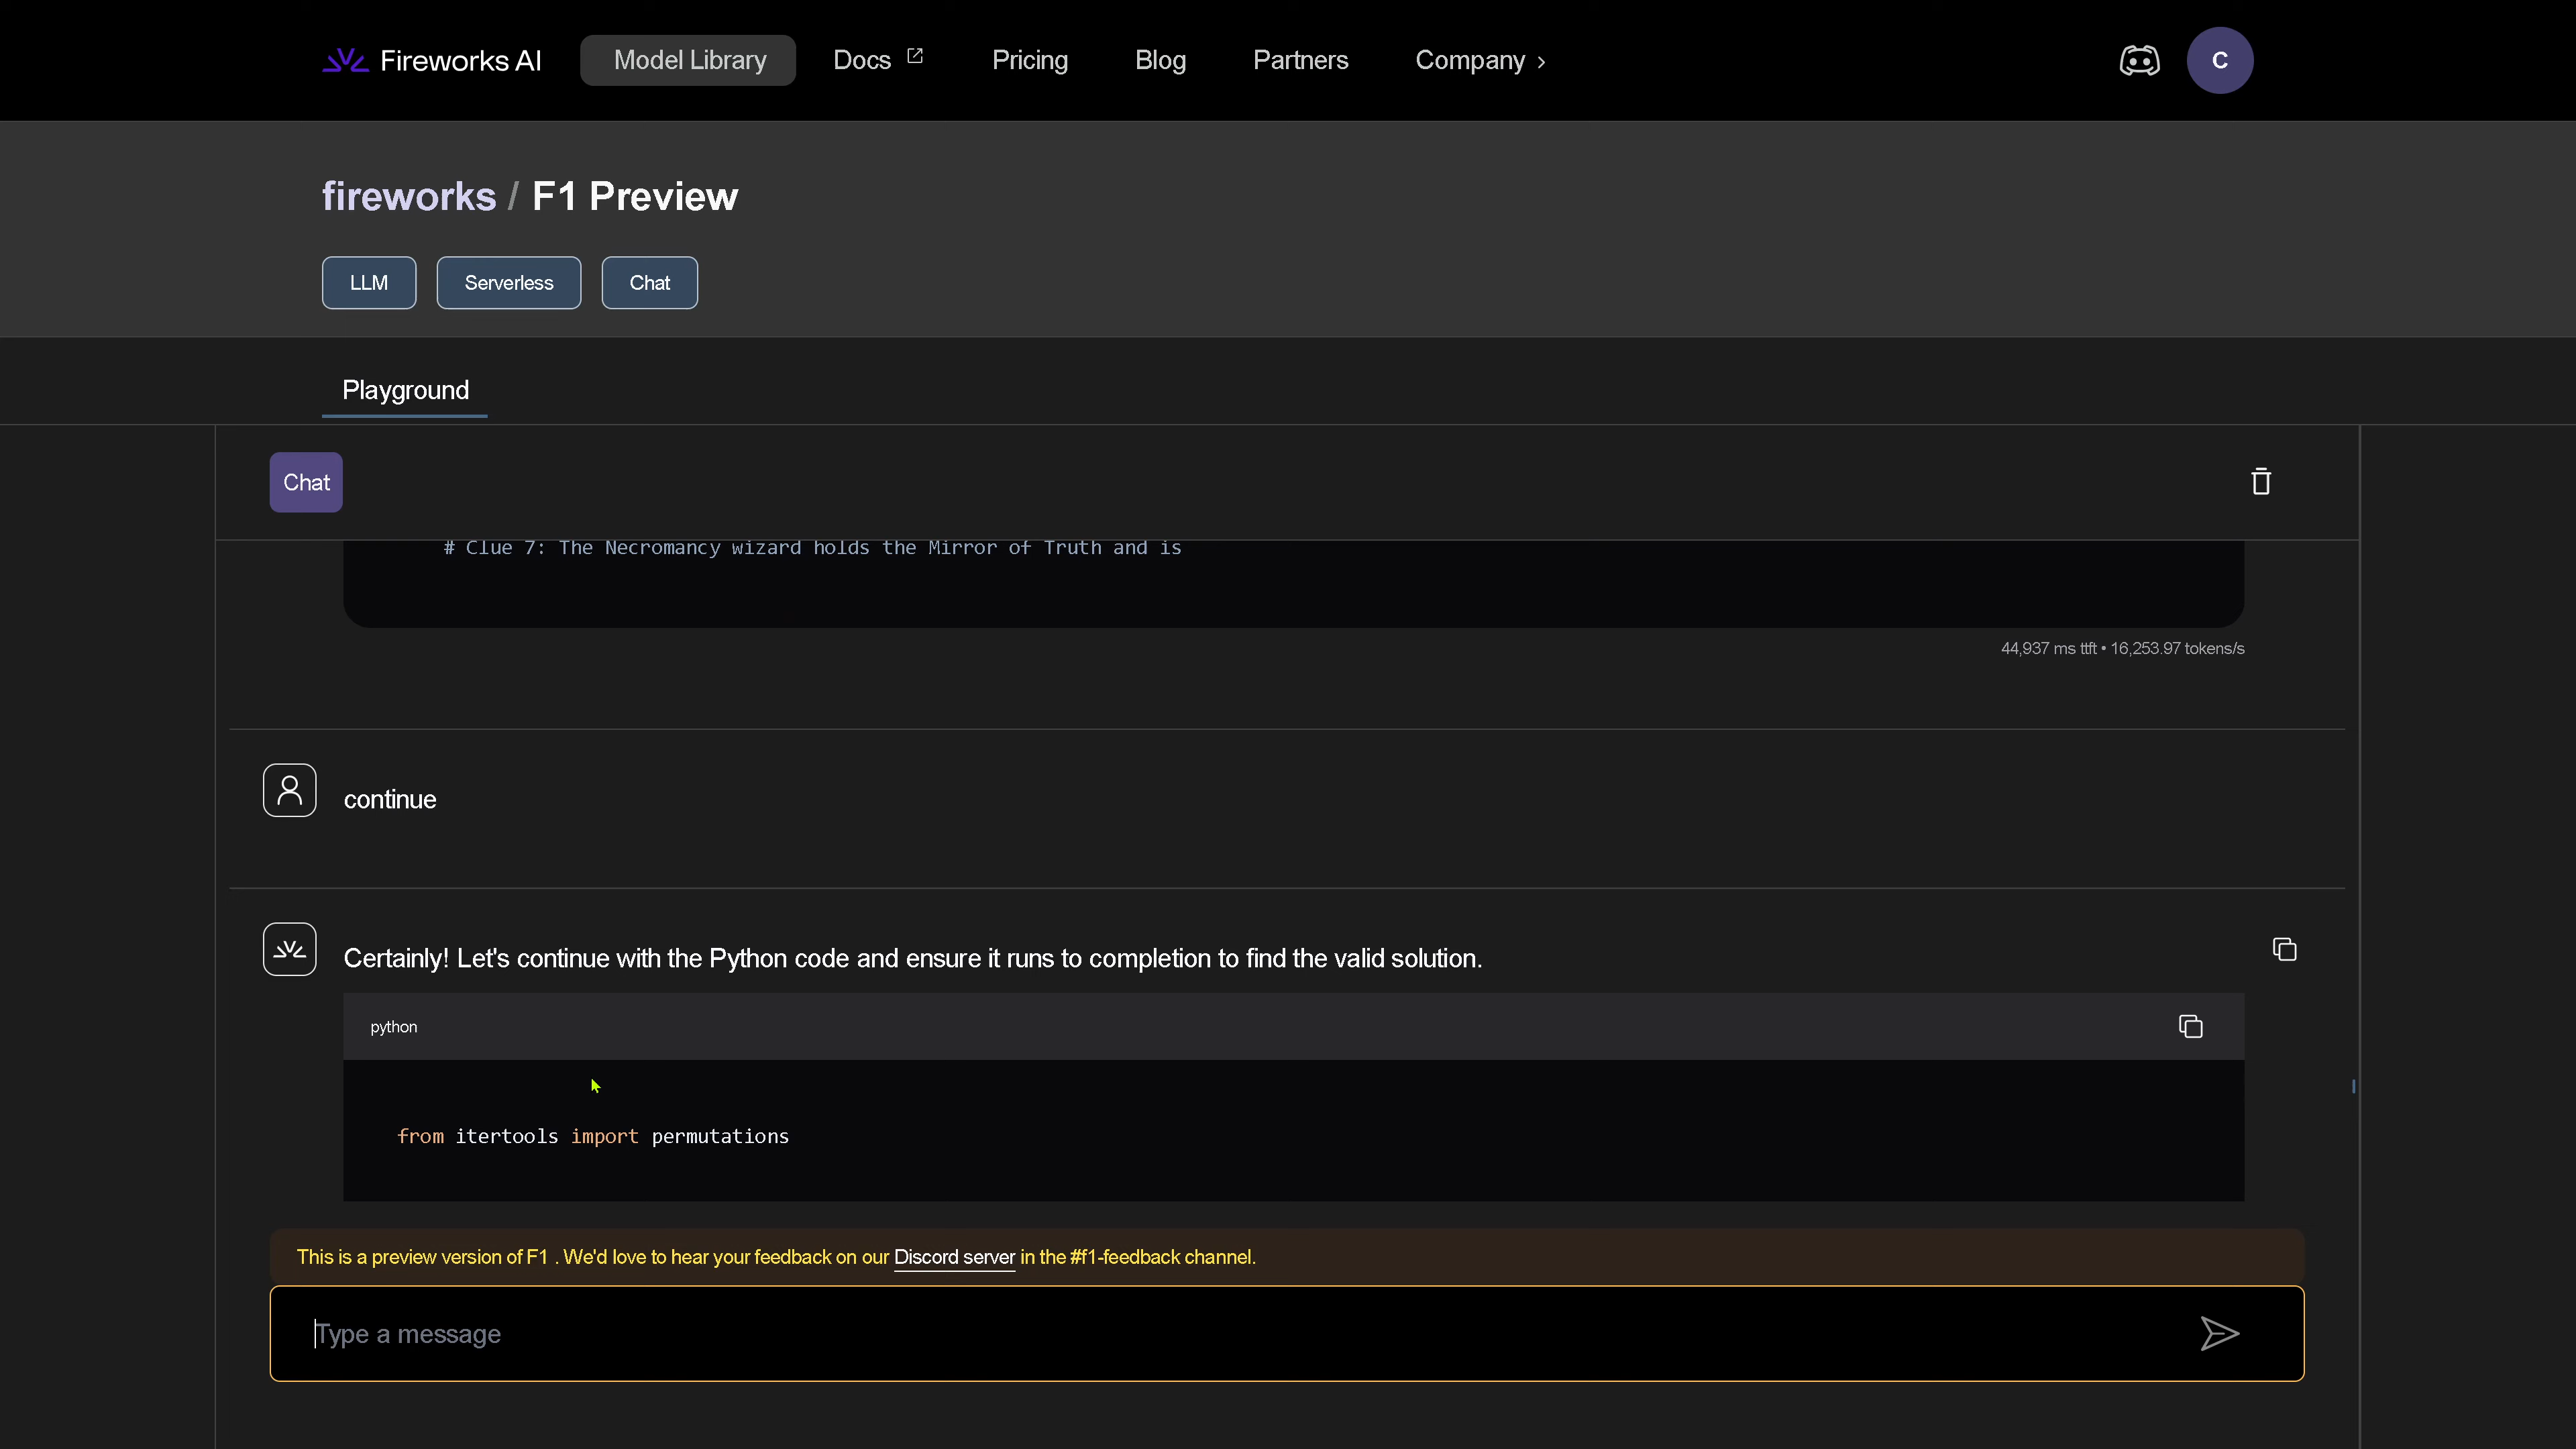 Fireworks AI
Model Library
Docs
Pricing
Blog
Partners
Company
C
fireworks / F1 Preview
LLM
Serverless
Chat
Playground
Chat
# Clue 7: The Necromancy wizard holds the Mirror of Truth and is
44,937 ms ttft • 16,253.97 tokens/s
continue
Certainly! Let's continue with the Python code and ensure it runs to completion to find the valid solution.
python
from itertools import permutations
This is a preview version of F1 . We'd love to hear your feedback on our Discord server in the #f1-feedback channel.
Type a message